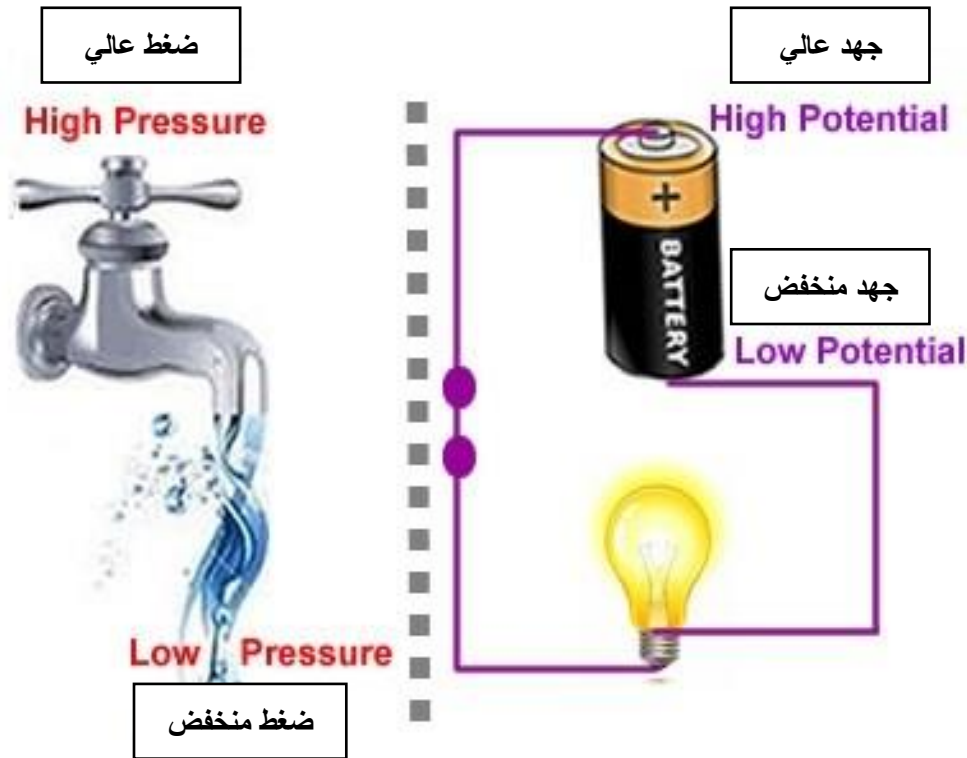 ضغط عالي
High Pressure
Low Pressure
ضغط منخفض
جهد عالي
High Potential
+
BATTERY
جهد منخفض
Low Potential